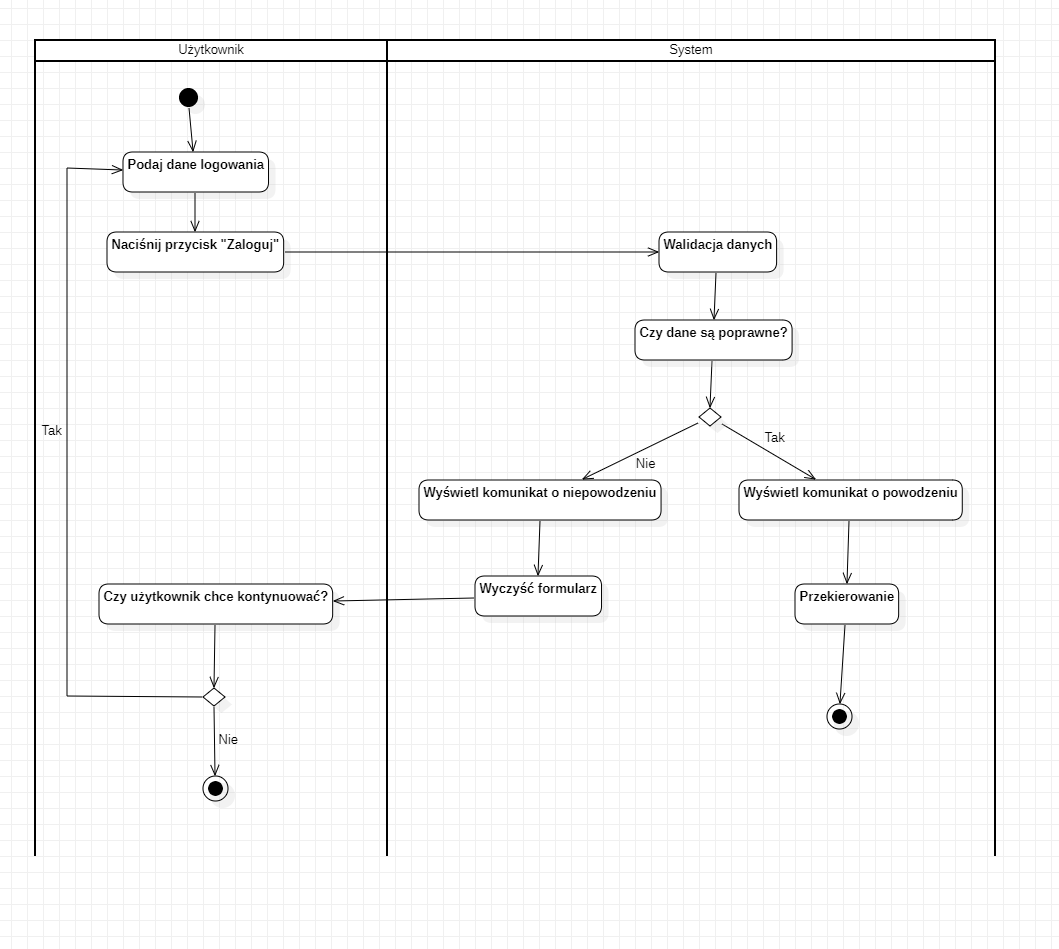 Użytkownik
System
Podaj dane logowania
Naciśnij przycisk "Zaloguj"
Walidacja danych
Czy dane są poprawne?
Tak
Tak
Nie
Wyświetl komunikat o niepowodzeniu
Wyświetl komunikat o powodzeniu
Wyczyść formularz
Czy użytkownik chce kontynuować?
Przekierowanie
Nie